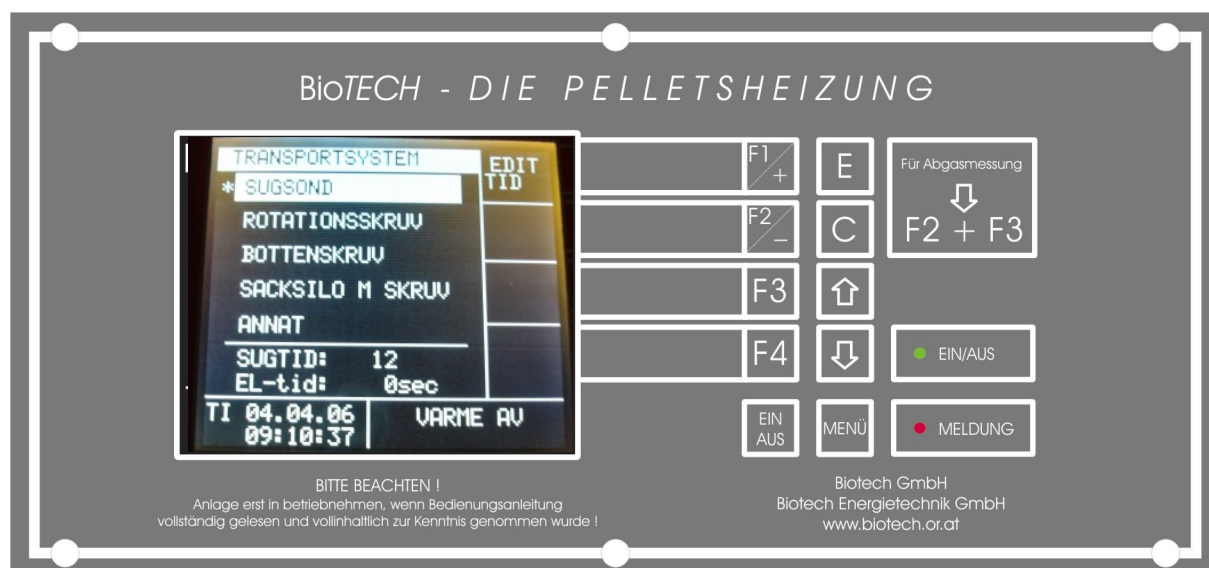 BioTECH - DIE PELLETSHEIZUNG
TRANSPORTSYSTEM
EDIT
TID
* SUGSOND
ROTATIONSSKRUV
BOTTENSKRUV
SACKSILO M SKRUV
ANNAT
SUGTID: 12
EL-tid: 0sec
TI 04.04.06
09:10:37
VARME AV
F1/+
F2/-
F3
F4
E
C
⇧
⇩
EIN
AUS
MENÜ
Für Abgasmessung
⇩
F2 + F3
EIN/AUS
MELDUNG
BITTE BEACHTEN !
Anlage erst in betriebnehmen, wenn Bedienungsanleitung
vollständig gelesen und vollinhaltlich zur Kenntnis genommen wurde !
Biotech GmbH
Biotech Energietechnik GmbH
www.biotech.or.at